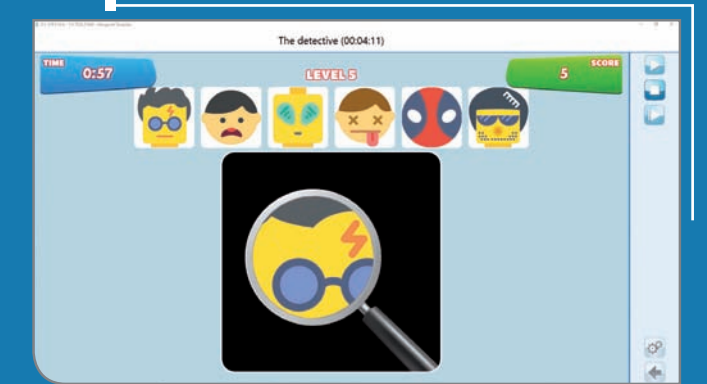 The detective (00:04:11)
TIME
0:57
LEVEL 5
SCORE
5